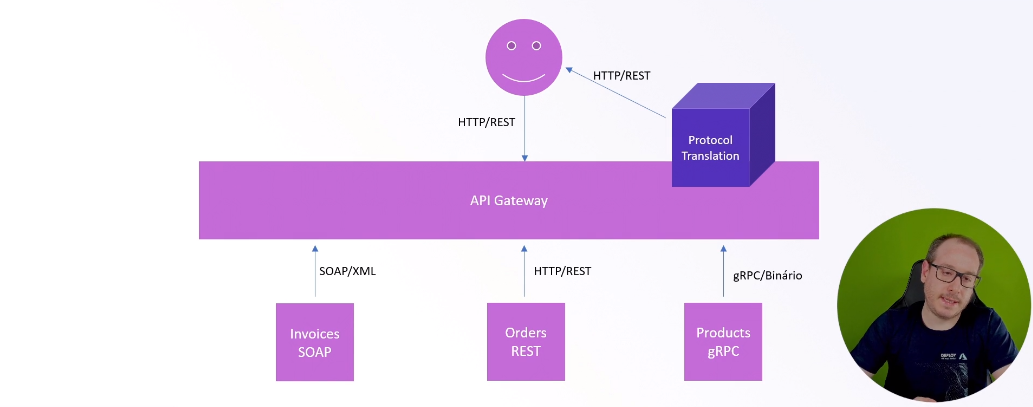 HTTP/REST
HTTP/REST
Protocol
Translation
API Gateway
SOAP/XML
HTTP/REST
gRPC/Binário
Invoices
SOAP
Orders
REST
Products
gRPC
DEPLOY